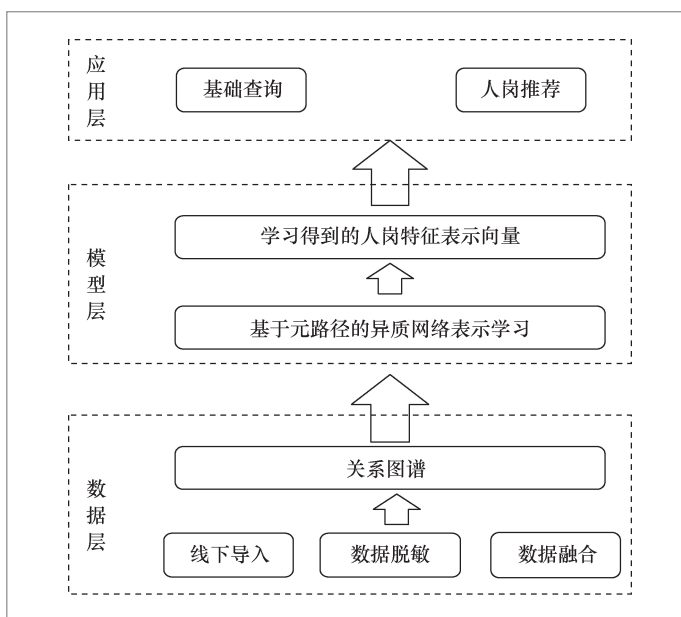 应用层
基础查询
人岗推荐
模型层
学习得到的人岗特征表示向量
基于元路径的异质网络表示学习
数据层
关系图谱
线下导入
数据脱敏
数据融合